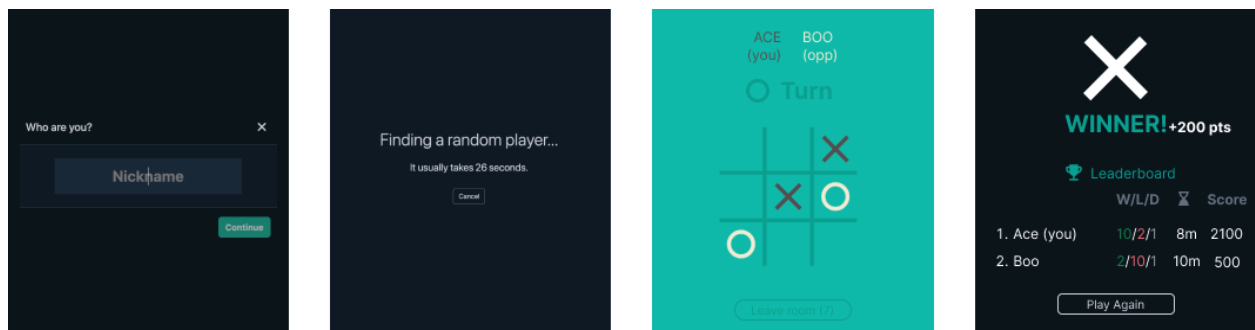 Who are you?
Nickname
Continue
Finding a random player...
It usually takes 26 seconds.
Cancel
ACE BOO
(you) (opp)
Turn
Leave room (7)
WINNER! +200 pts
Leaderboard
W/L/D Score
1. Ace (you) 10/2/1 8m 2100
2. Boo 2/10/1 10m 500
Play Again